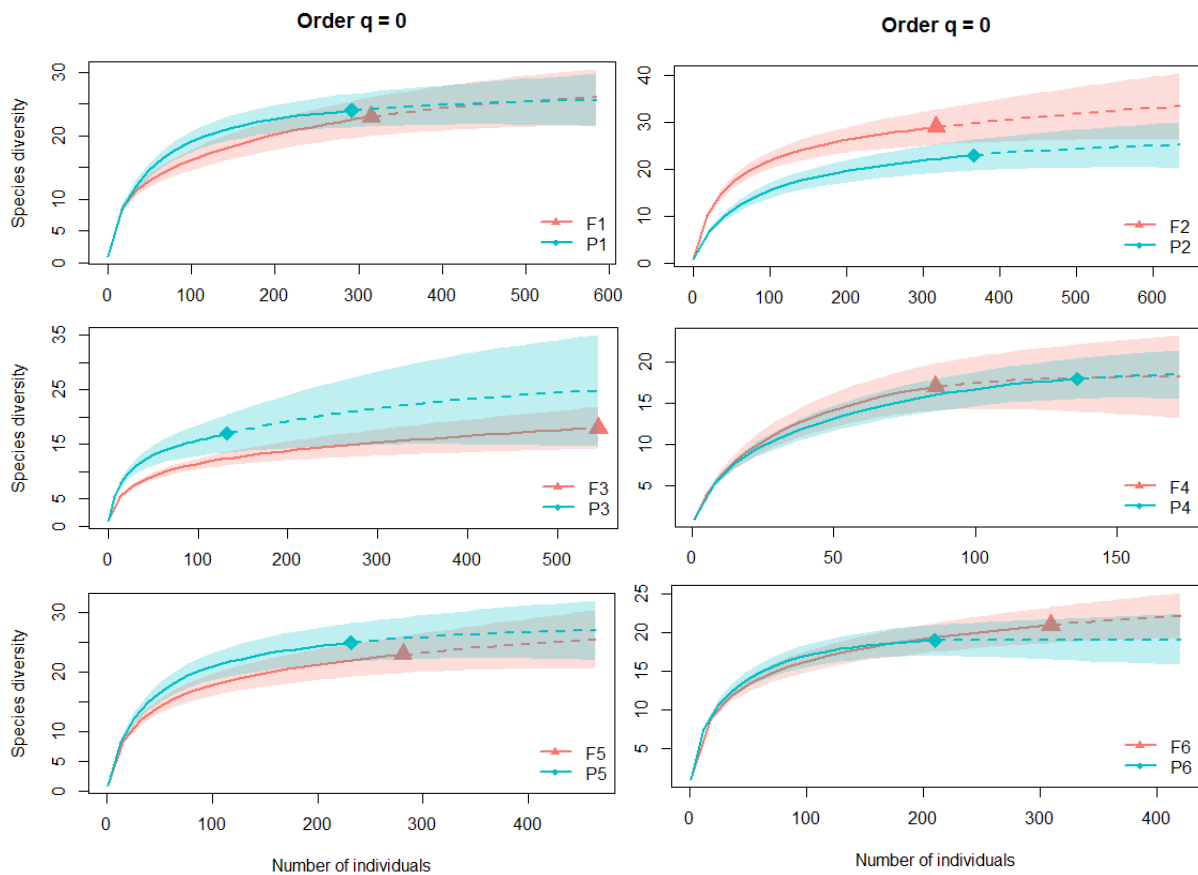 Order q = 0
Order q = 0
Species diversity
30
20
10
5
0
F1
P1
0 100 200 300 400 500 600
40
30
20
10
0
F2
P2
0 100 200 300 400 500 600
35
25
15
5
0
F3
P3
0 100 200 300 400 500
20
15
10
5
F4
P4
0 50 100 150
Species diversity
30
20
10
5
0
F5
P5
0 100 200 300 400
Number of individuals
25
20
15
10
5
F6
P6
0 100 200 300 400
Number of individuals